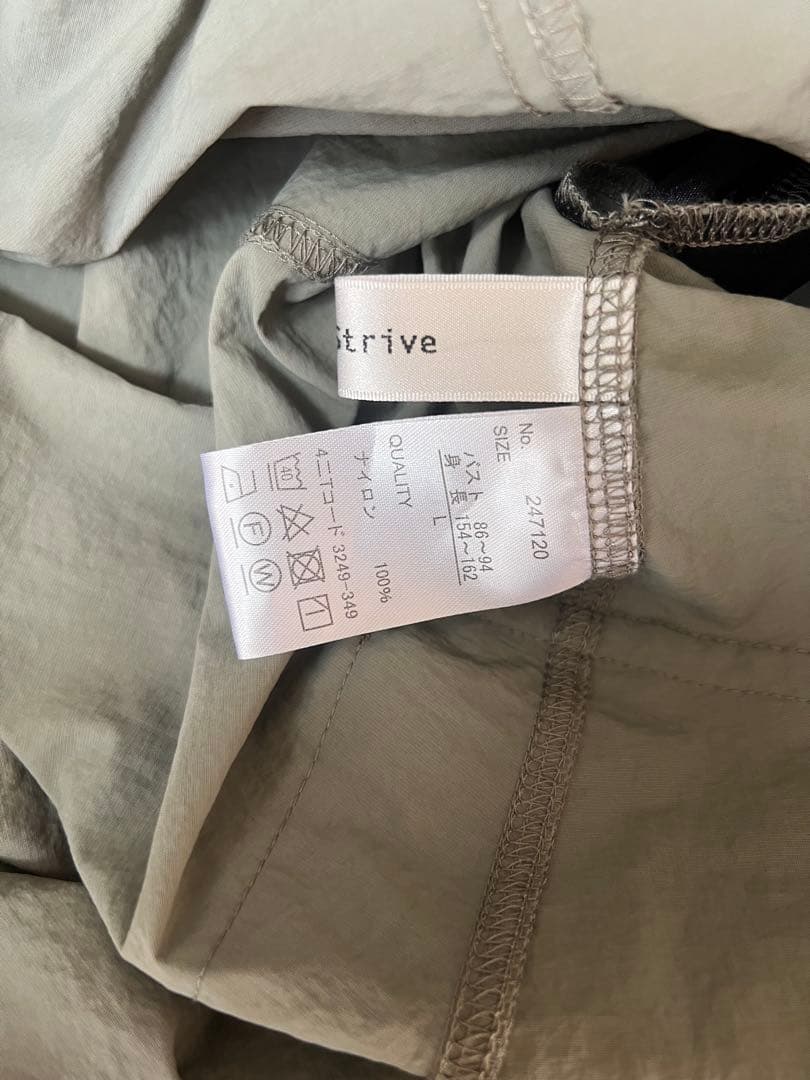 Strive
No. 247120
SIZE
バスト 86~94
身長 154~162
L
QUALITY
ナイロン 100%
4ニTコード 3249-349
40
F
W